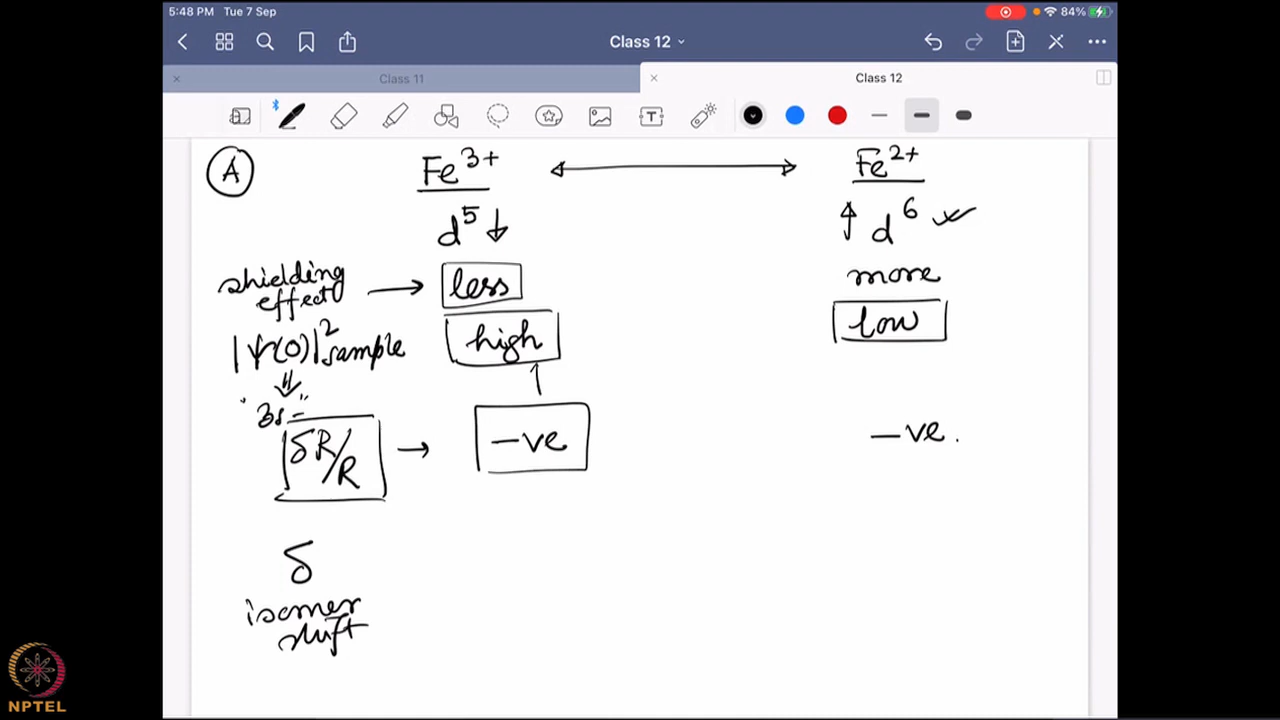 5:48 PM Tue 7 Sep
84%
Class 12
Class 11
Class 12
T
A Fe³⁺ Fe²⁺
d⁵ ↓ ↑ d⁶ ✓
shielding effect → less more
|ψ(0)|² sample high low
"3s"
δR/R → -ve -ve.
δ
isomer
shift
NPTEL